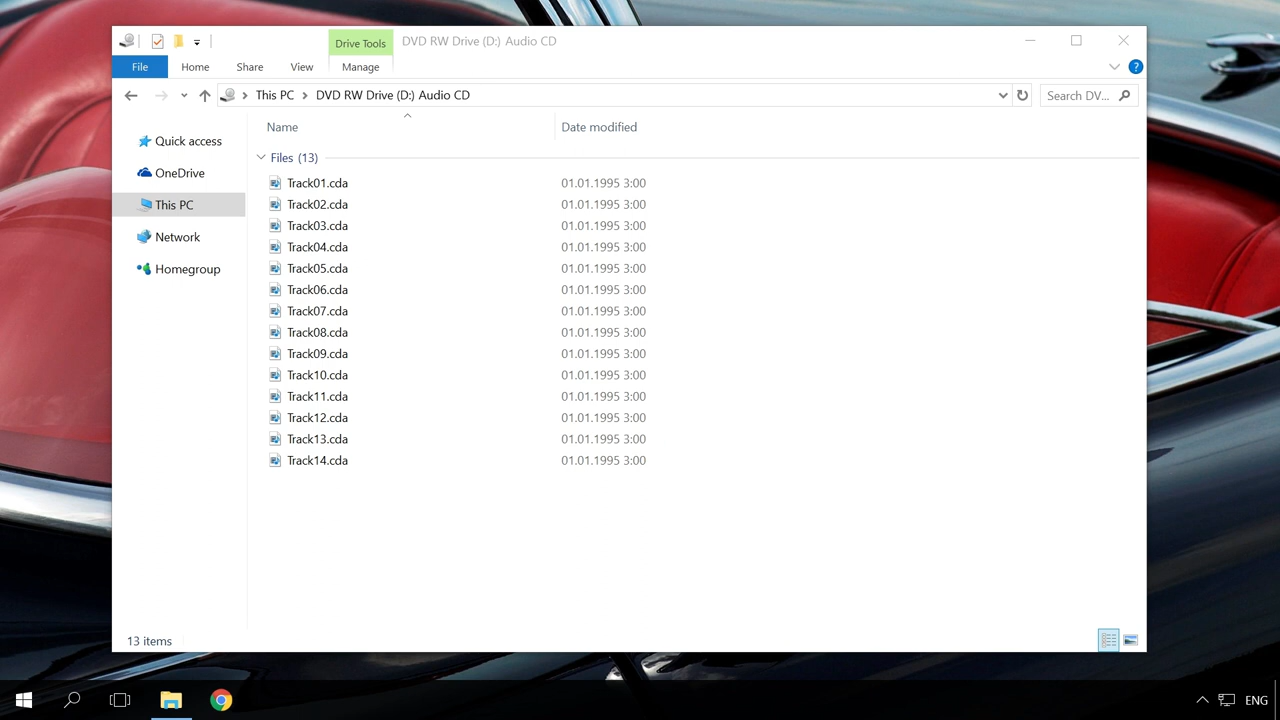 Drive Tools
DVD RW Drive (D:) Audio CD
File
Home
Share
View
Manage
?
This PC
DVD RW Drive (D:) Audio CD
Search DV...
Quick access
OneDrive
This PC
Network
Homegroup
Name
Date modified
Files (13)
Track01.cda 01.01.1995 3:00
Track02.cda 01.01.1995 3:00
Track03.cda 01.01.1995 3:00
Track04.cda 01.01.1995 3:00
Track05.cda 01.01.1995 3:00
Track06.cda 01.01.1995 3:00
Track07.cda 01.01.1995 3:00
Track08.cda 01.01.1995 3:00
Track09.cda 01.01.1995 3:00
Track10.cda 01.01.1995 3:00
Track11.cda 01.01.1995 3:00
Track12.cda 01.01.1995 3:00
Track13.cda 01.01.1995 3:00
Track14.cda 01.01.1995 3:00
13 items
ENG